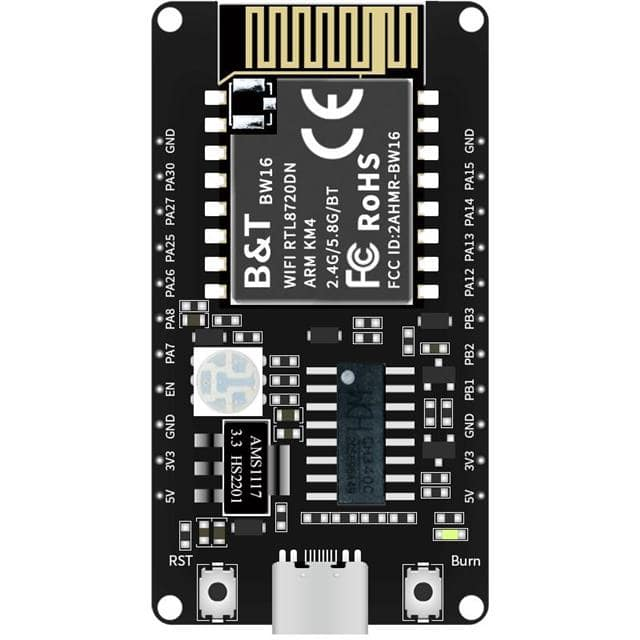 GND
PA30
PA27
PA25
PA26
PA8
PA7
EN
GND
3V3
5V
B&T BW16
WIFI RTL8720DN
ARM KM4
2.4G/5.8G/BT
CE
FC RoHS
FCC ID:2AHMR-BW16
GND
PA15
PA14
PA13
PA12
PB3
PB2
PB1
GND
3V3
5V
AMS1117
3.3 HS2201
WCH
CH340C
RST
Burn